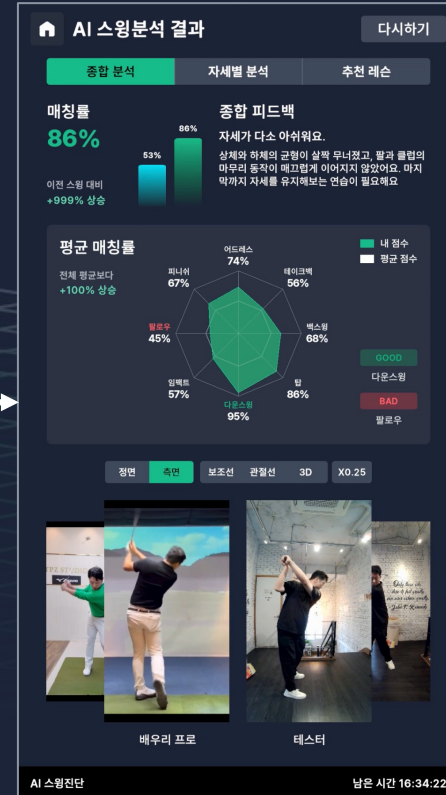 AI 스윙분석 결과
다시하기
종합 분석
자세별 분석
추천 레슨
매칭률
86%
이전 스윙 대비
+999% 상승
53%
86%
종합 피드백
자세가 다소 아쉬워요.
상체와 하체의 균형이 살짝 무너졌고, 팔과 클럽의
마무리 동작이 매끄럽게 이어지지 않았어요. 마지
막까지 자세를 유지해보는 연습이 필요해요
평균 매칭률
전체 평균보다
+100% 상승
어드레스
74%
테이크백
56%
백스윙
68%
탑
86%
다운스윙
95%
임팩트
57%
팔로우
45%
피니쉬
67%
내 점수
평균 점수
GOOD
다운스윙
BAD
팔로우
정면
측면
보조선
관절선
3D
X0.25
배우리 프로
테스터
AI 스윙진단
남은 시간 16:34:22